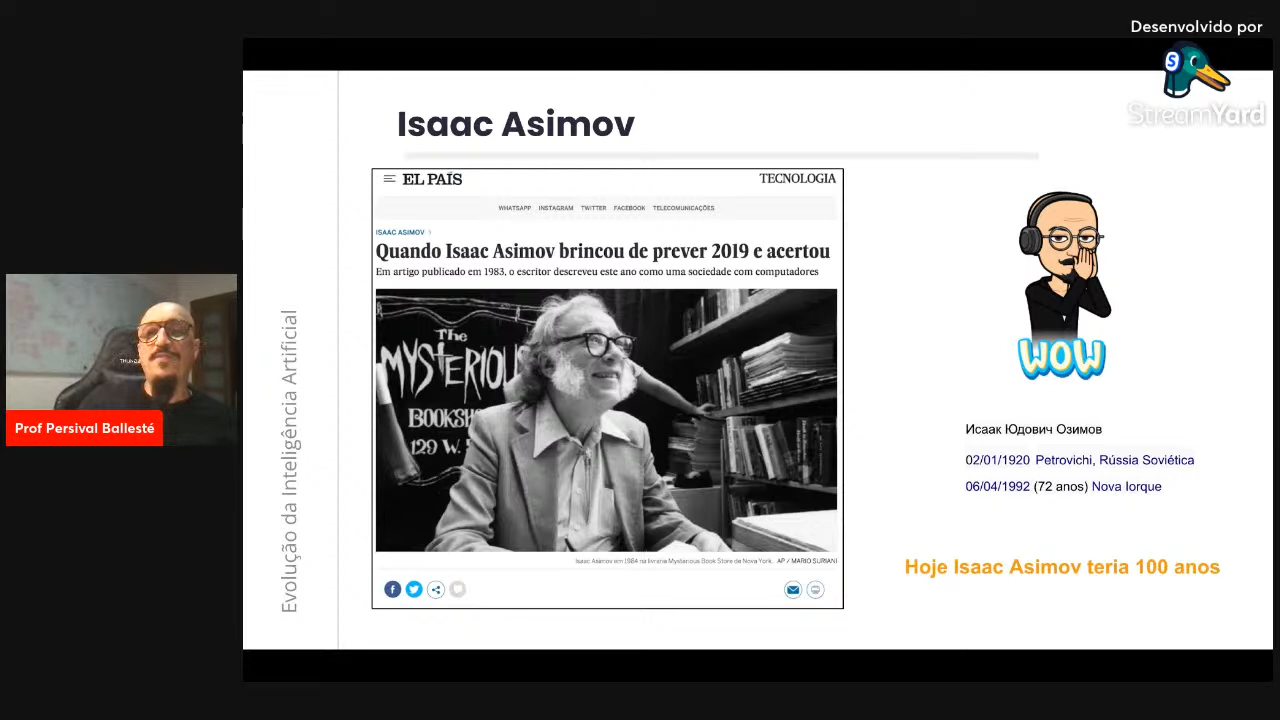 Desenvolvido por
S
StreamYard
Isaac Asimov
EL PAÍS
TECNOLOGIA
WHATSAPP INSTAGRAM TWITTER FACEBOOK TELECOMUNICAÇÕES
ISAAC ASIMOV
Quando Isaac Asimov brincou de prever 2019 e acertou
Em artigo publicado em 1983, o escritor descreveu este ano como uma sociedade com computadores
The
MYSTERIOU
BOOKSH
129 W. 5
Isaac Asimov em 1984 na livraria Mysterious Book Store de Nova York. AP / MARIO SURIANI
f
WOW
Исаак Юдович Озимов
02/01/1920 Petrovichi, Rússia Soviética
06/04/1992 (72 anos) Nova Iorque
Hoje Isaac Asimov teria 100 anos
Evolução da Inteligência Artificial
Prof Persival Ballesté